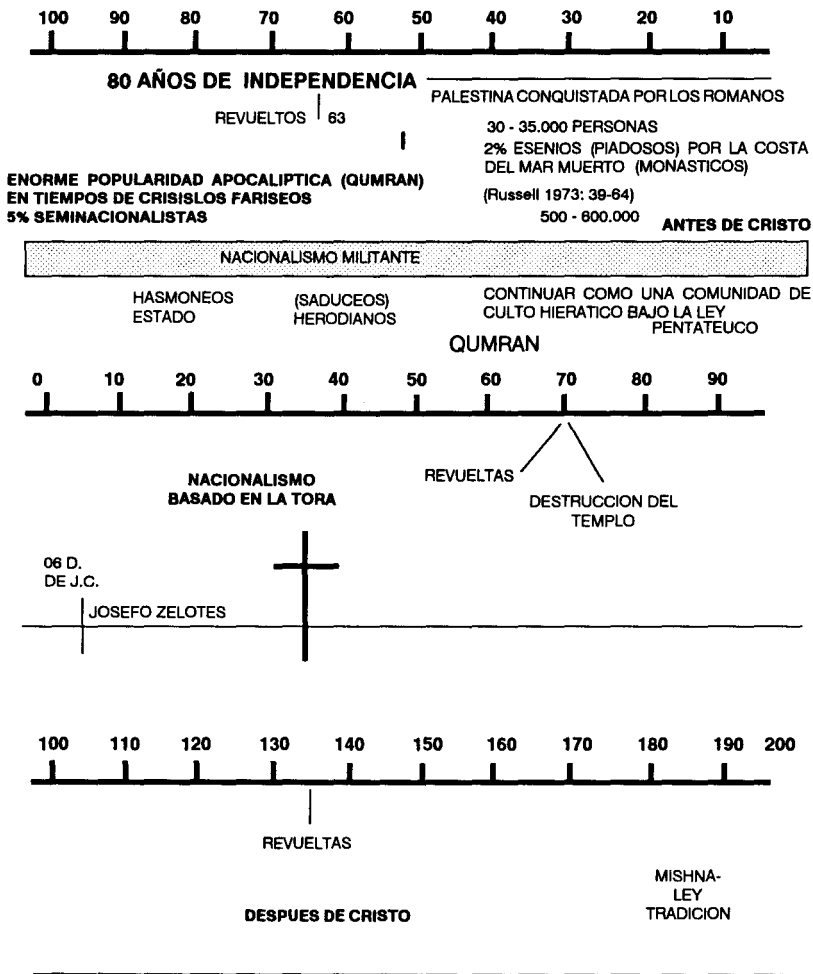 100 90 80 70 60 50 40 30 20 10
80 AÑOS DE INDEPENDENCIA
PALESTINA CONQUISTADA POR LOS ROMANOS
REVUELTOS 63
30 - 35.000 PERSONAS
2% ESENIOS (PIADOSOS) POR LA COSTA
DEL MAR MUERTO (MONASTICOS)
ENORME POPULARIDAD APOCALIPTICA (QUMRAN)
EN TIEMPOS DE CRISISLOS FARISEOS
5% SEMINACIONALISTAS
(Russell 1973: 39-64)
500 - 600.000
ANTES DE CRISTO
NACIONALISMO MILITANTE
HASMONEOS
ESTADO
(SADUCEOS)
HERODIANOS
CONTINUAR COMO UNA COMUNIDAD DE
CULTO HIERATICO BAJO LA LEY
PENTATEUCO
QUMRAN
0 10 20 30 40 50 60 70 80 90
NACIONALISMO
BASADO EN LA TORA
REVUELTAS
DESTRUCCION DEL
TEMPLO
06 D.
DE J.C.
JOSEFO ZELOTES
100 110 120 130 140 150 160 170 180 190 200
REVUELTAS
MISHNA-
LEY
TRADICION
DESPUES DE CRISTO